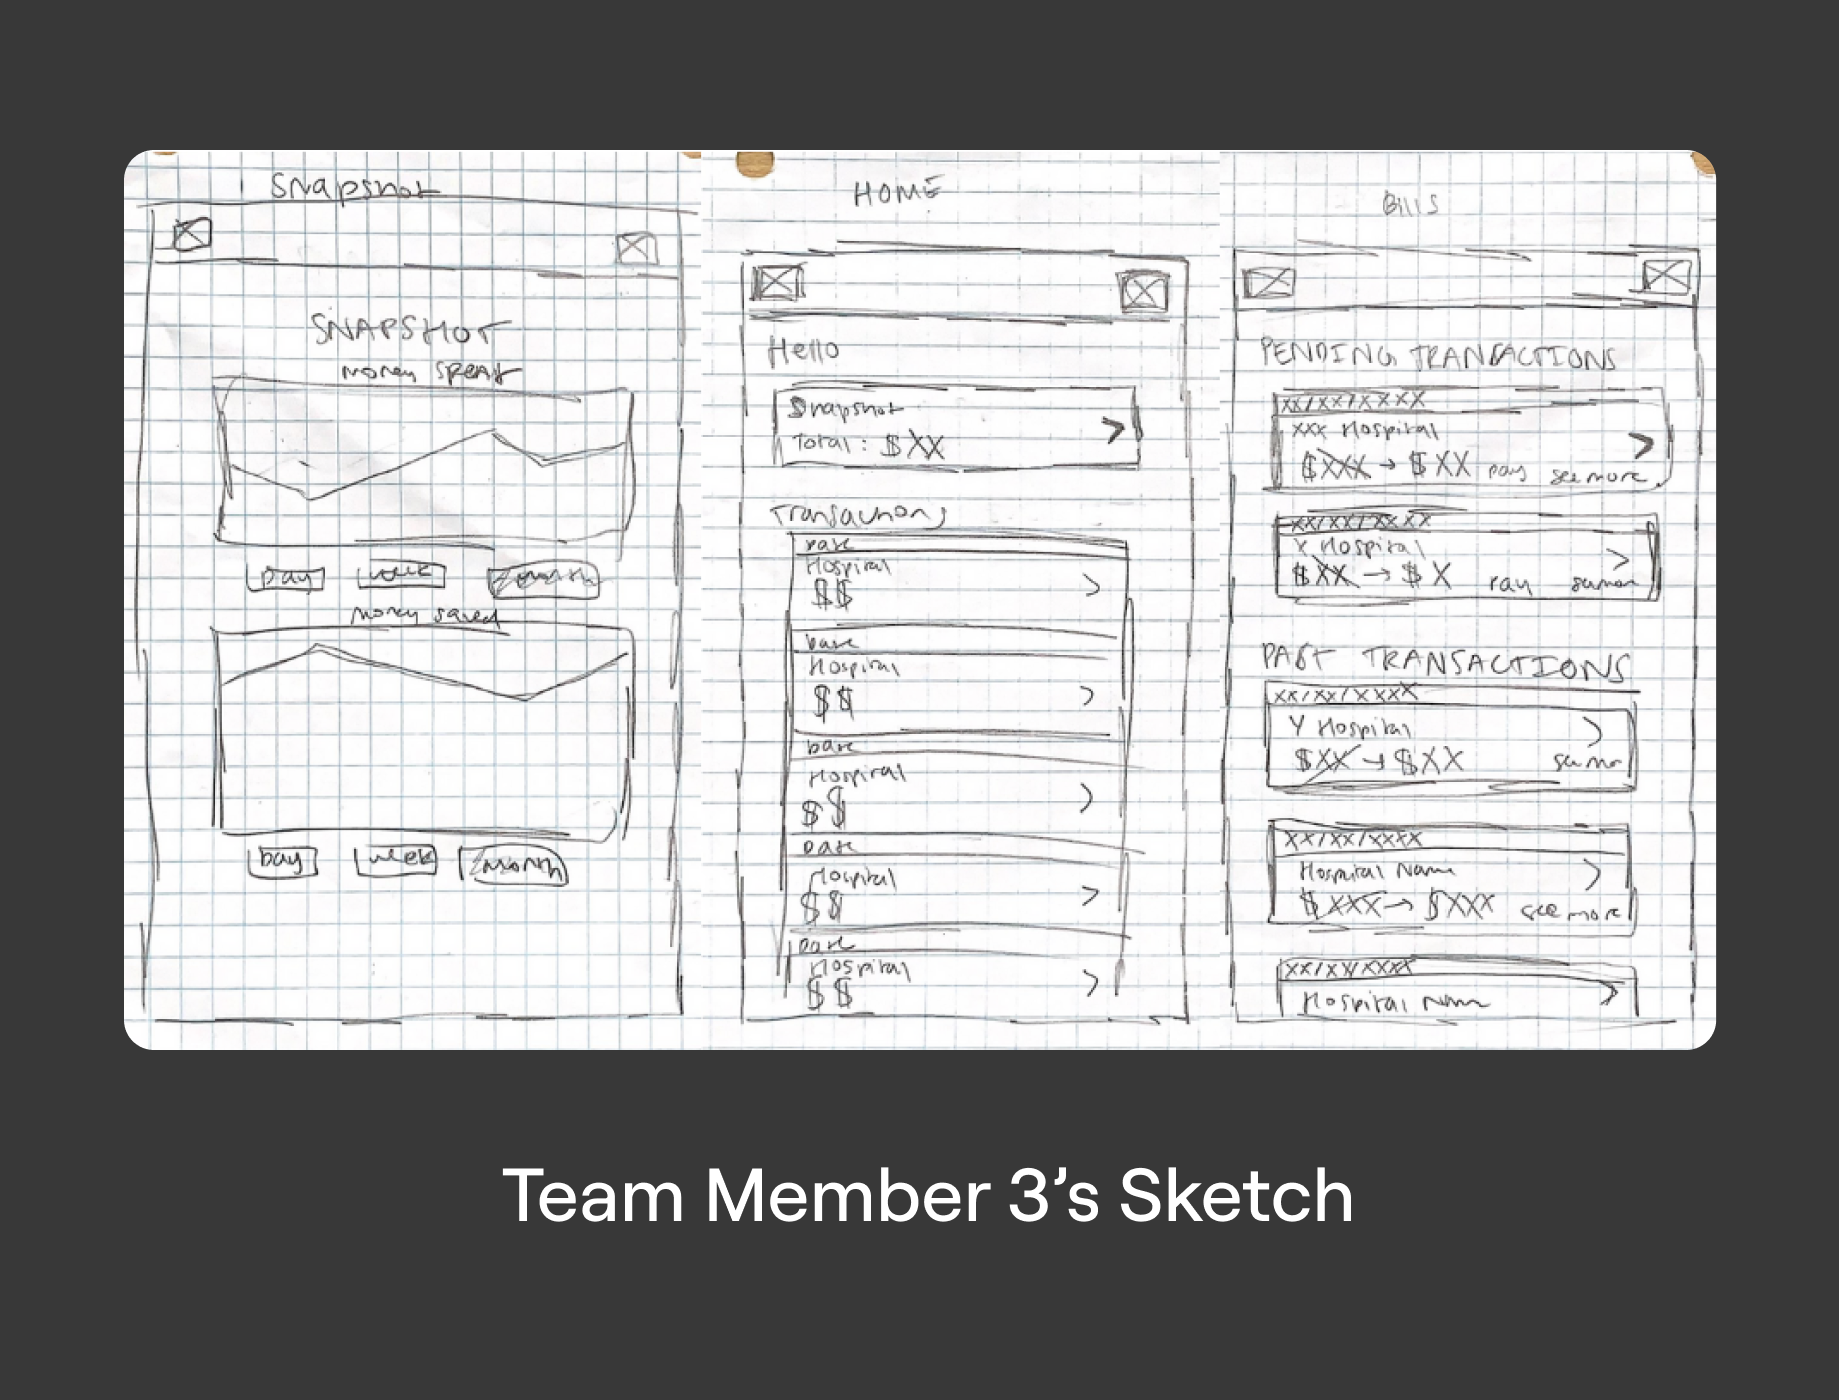 Snapshot
SNAPSHOT
money spent
Day
week
month
money saved
Day
week
month
HOME
Hello
Snapshot
Total : $XX
Transactions
Date
Hospital
$$
Date
Hospital
$$
Date
Hospital
$$
Date
Hospital
$$
Date
Hospital
$$
Bills
PENDING TRANSACTIONS
XX/XX/XXXX
XXX Hospital
$XXX → $XX pay see more
XX/XX/XXXX
Y Hospital
$XX → $X pay see more
PAST TRANSACTIONS
XX/XX/XXXX
Y Hospital
$XX → $XX see more
XX/XX/XXXX
Hospital Name
$XXX → $XXX see more
XX/XX/XXXX
Hospital Name
Team Member 3’s Sketch